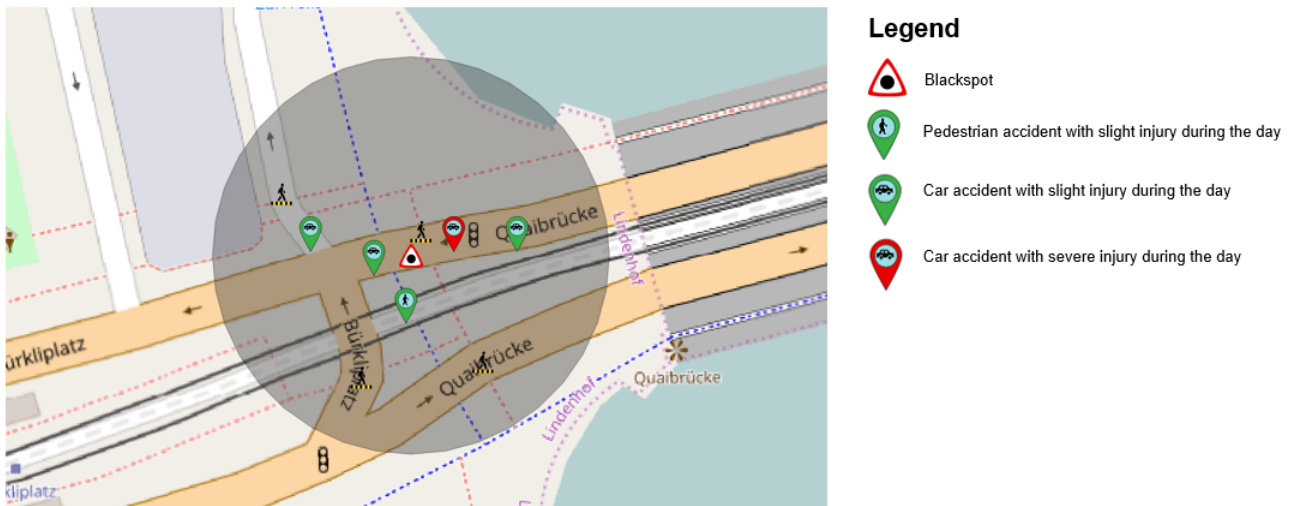 Legend
Blackspot
Pedestrian accident with slight injury during the day
Car accident with slight injury during the day
Car accident with severe injury during the day
Quaibrücke
Lindenhof
ürkliplatz
Bürkliplatz
Quaibrücke
Quaibrücke
Lindenhof
kliplatz
L